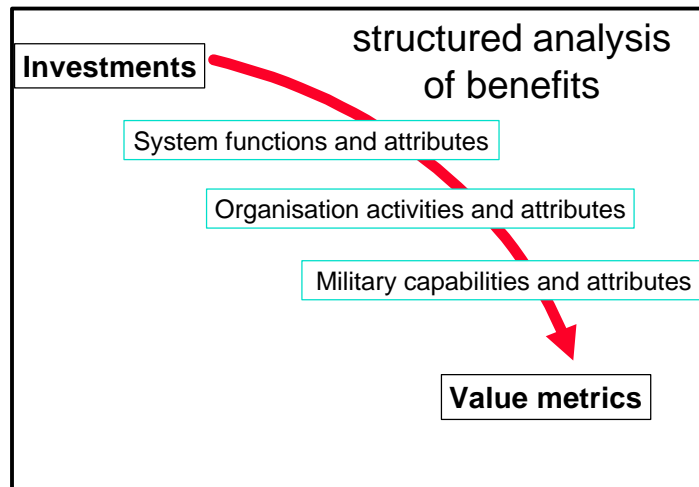 structured analysis
of benefits
Investments
System functions and attributes
Organisation activities and attributes
Military capabilities and attributes
Value metrics